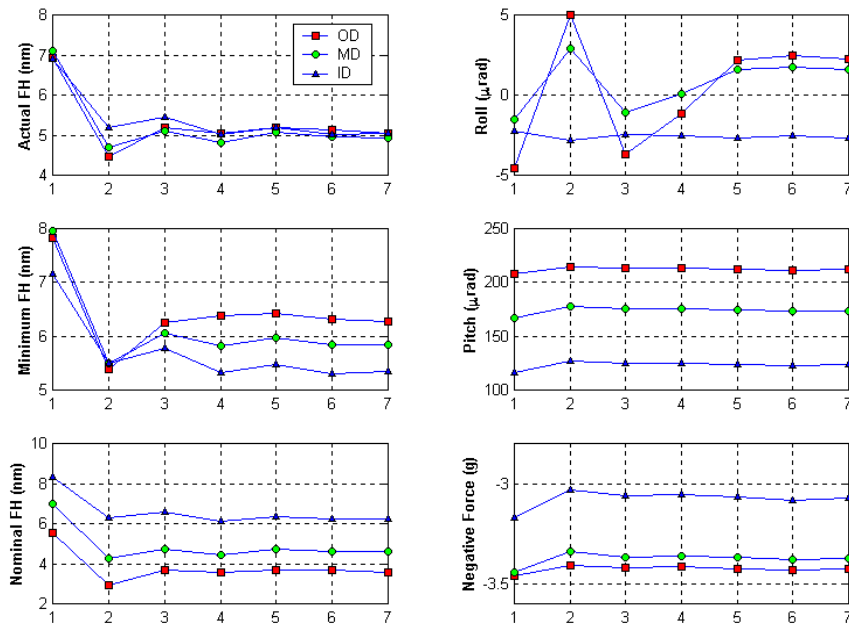 Actual FH (nm)
8
7
6
5
4
1 2 3 4 5 6 7
OD
MD
ID
Roll (μrad)
5
0
-5
1 2 3 4 5 6 7
Minimum FH (nm)
8
7
6
5
1 2 3 4 5 6 7
Pitch (μrad)
250
200
150
100
1 2 3 4 5 6 7
Nominal FH (nm)
10
8
6
4
2
1 2 3 4 5 6 7
Negative Force (g)
-3
-3.5
1 2 3 4 5 6 7